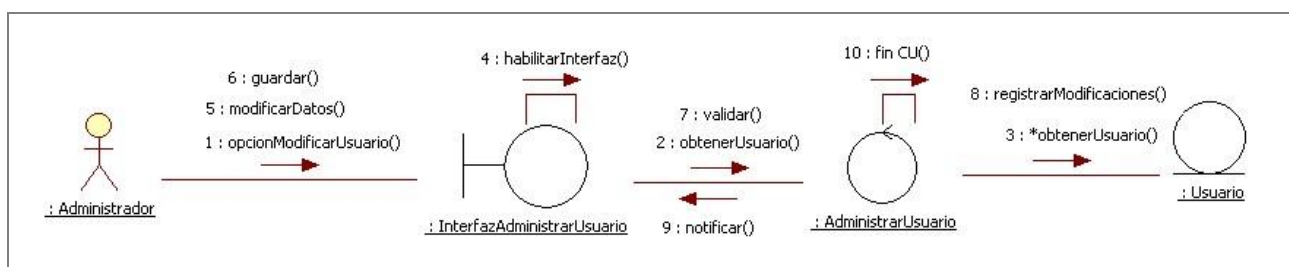 6 : guardar()
5 : modificarDatos()
1 : opcionModificarUsuario()
: Administrador
4 : habilitarInterfaz()
: InterfazAdministrarUsuario
7 : validar()
2 : obtenerUsuario()
9 : notificar()
10 : fin CU()
: AdministrarUsuario
8 : registrarModificaciones()
3 : *obtenerUsuario()
: Usuario